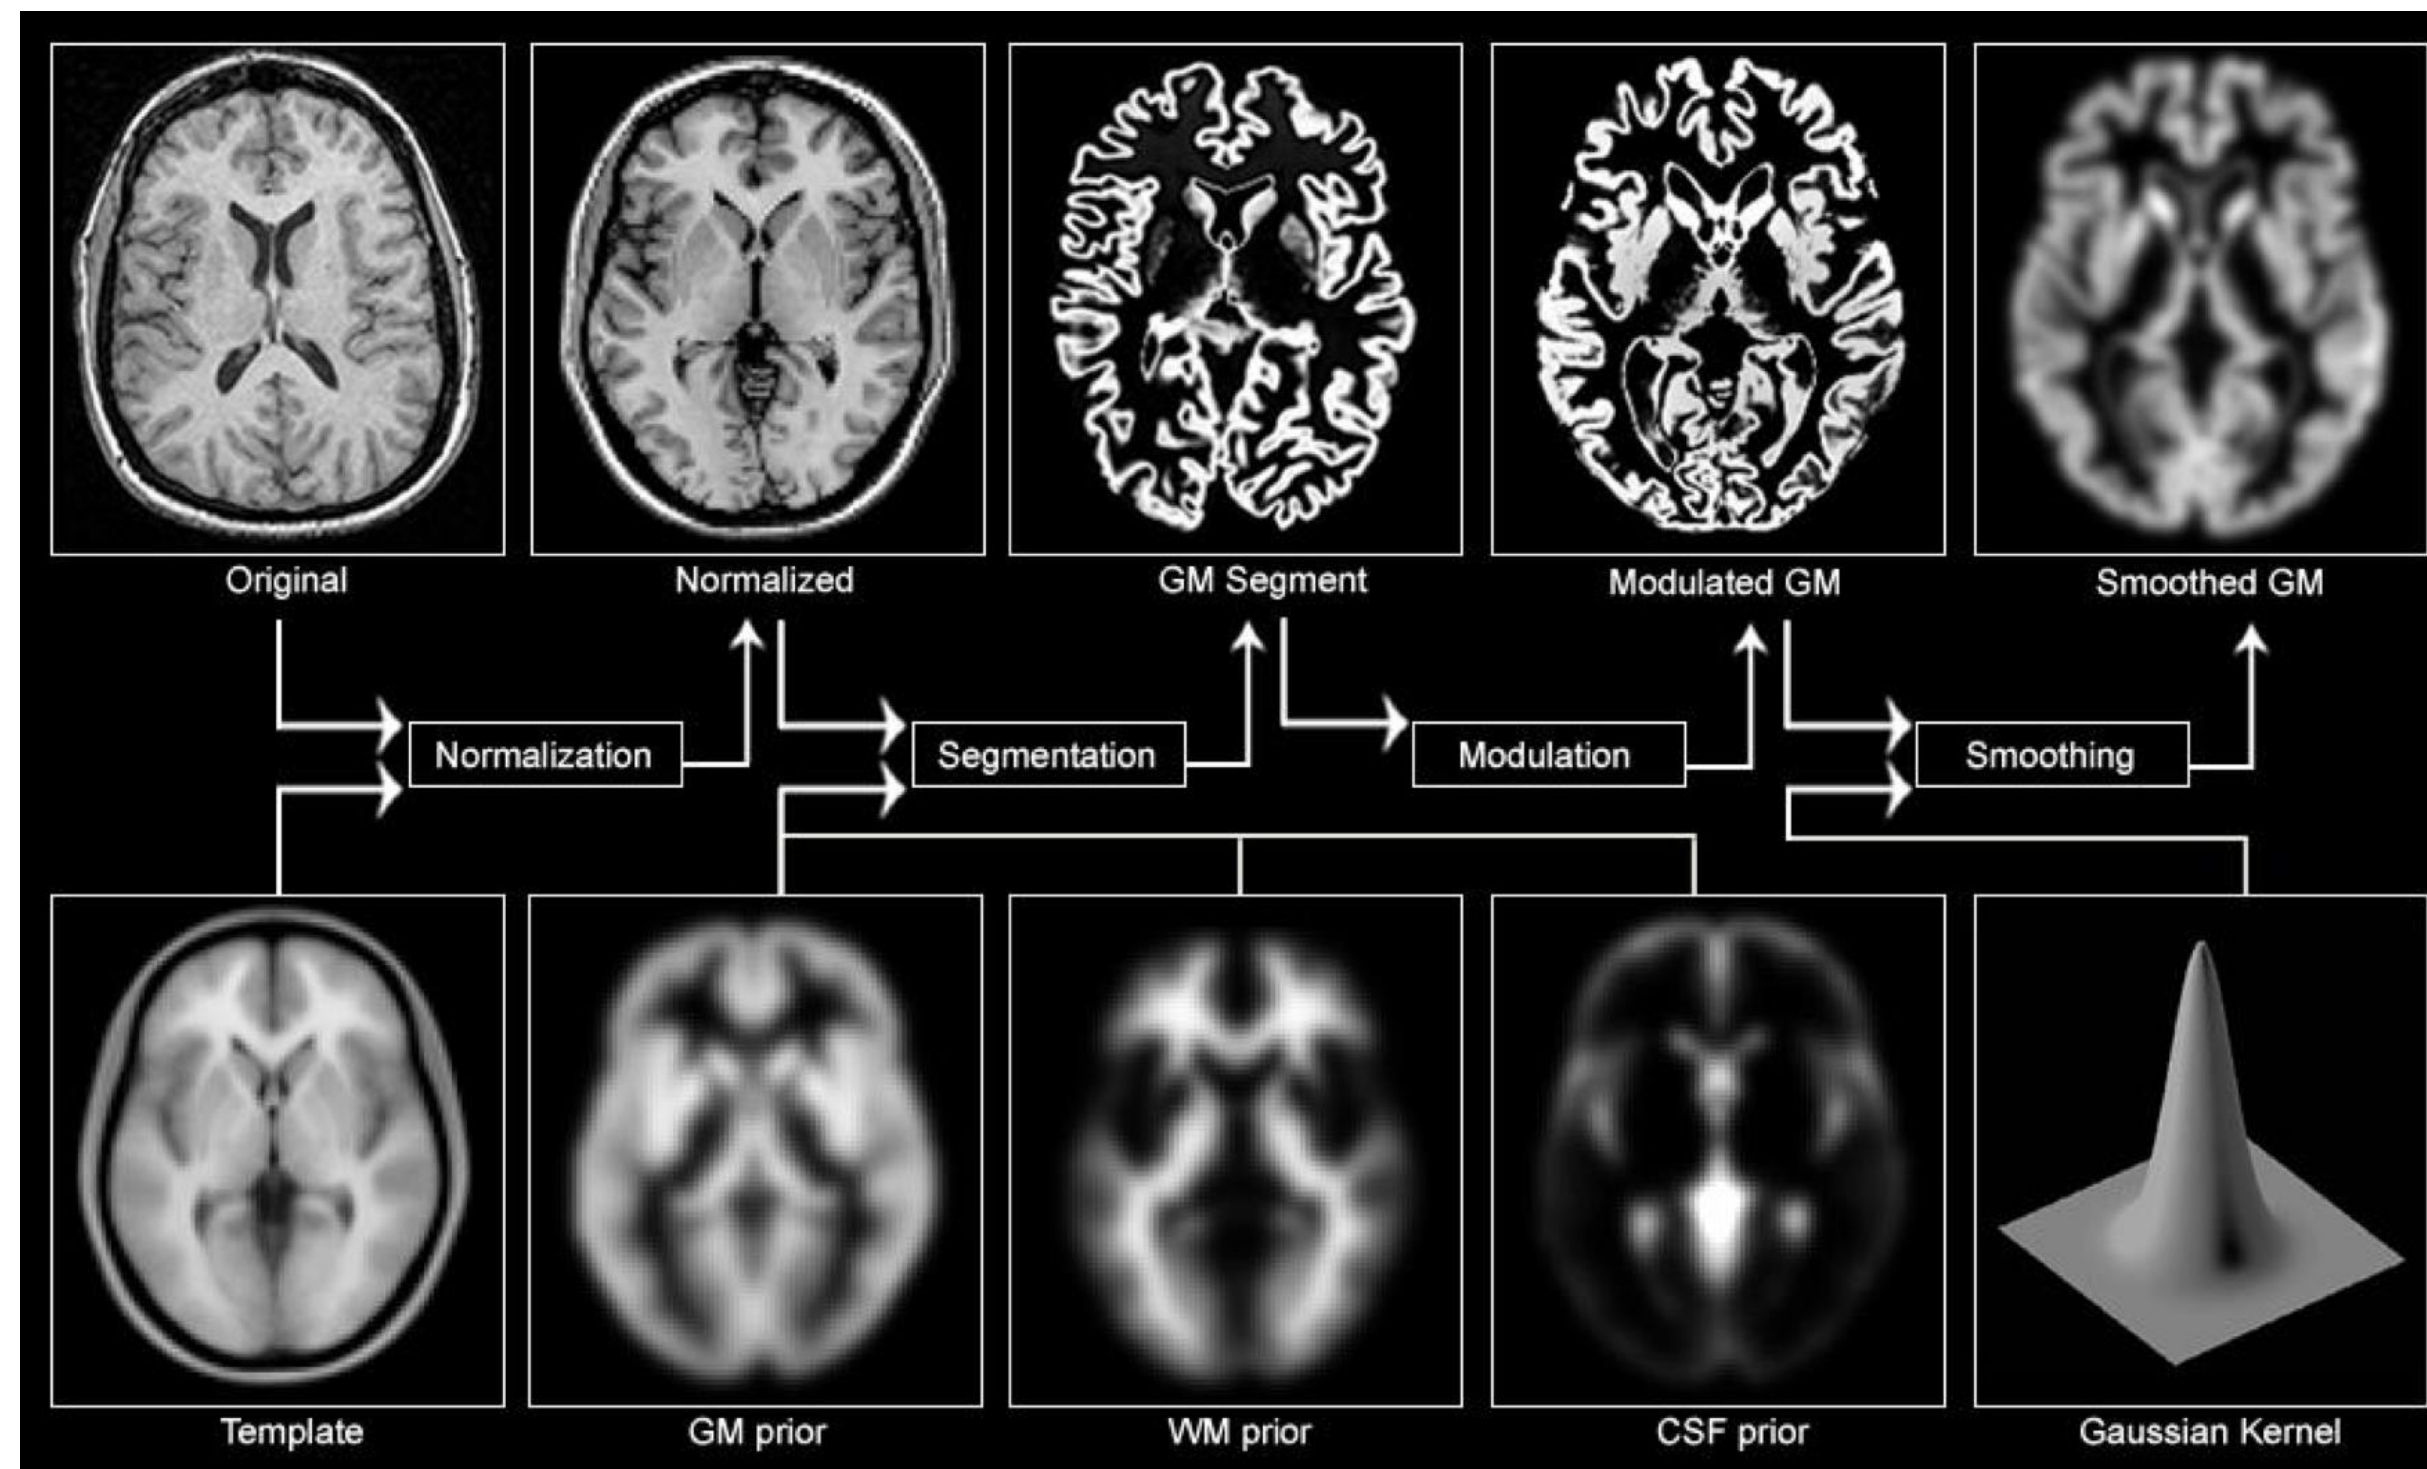 Original
Normalized
GM Segment
Modulated GM
Smoothed GM
Normalization
Segmentation
Modulation
Smoothing
Template
GM prior
WM prior
CSF prior
Gaussian Kernel